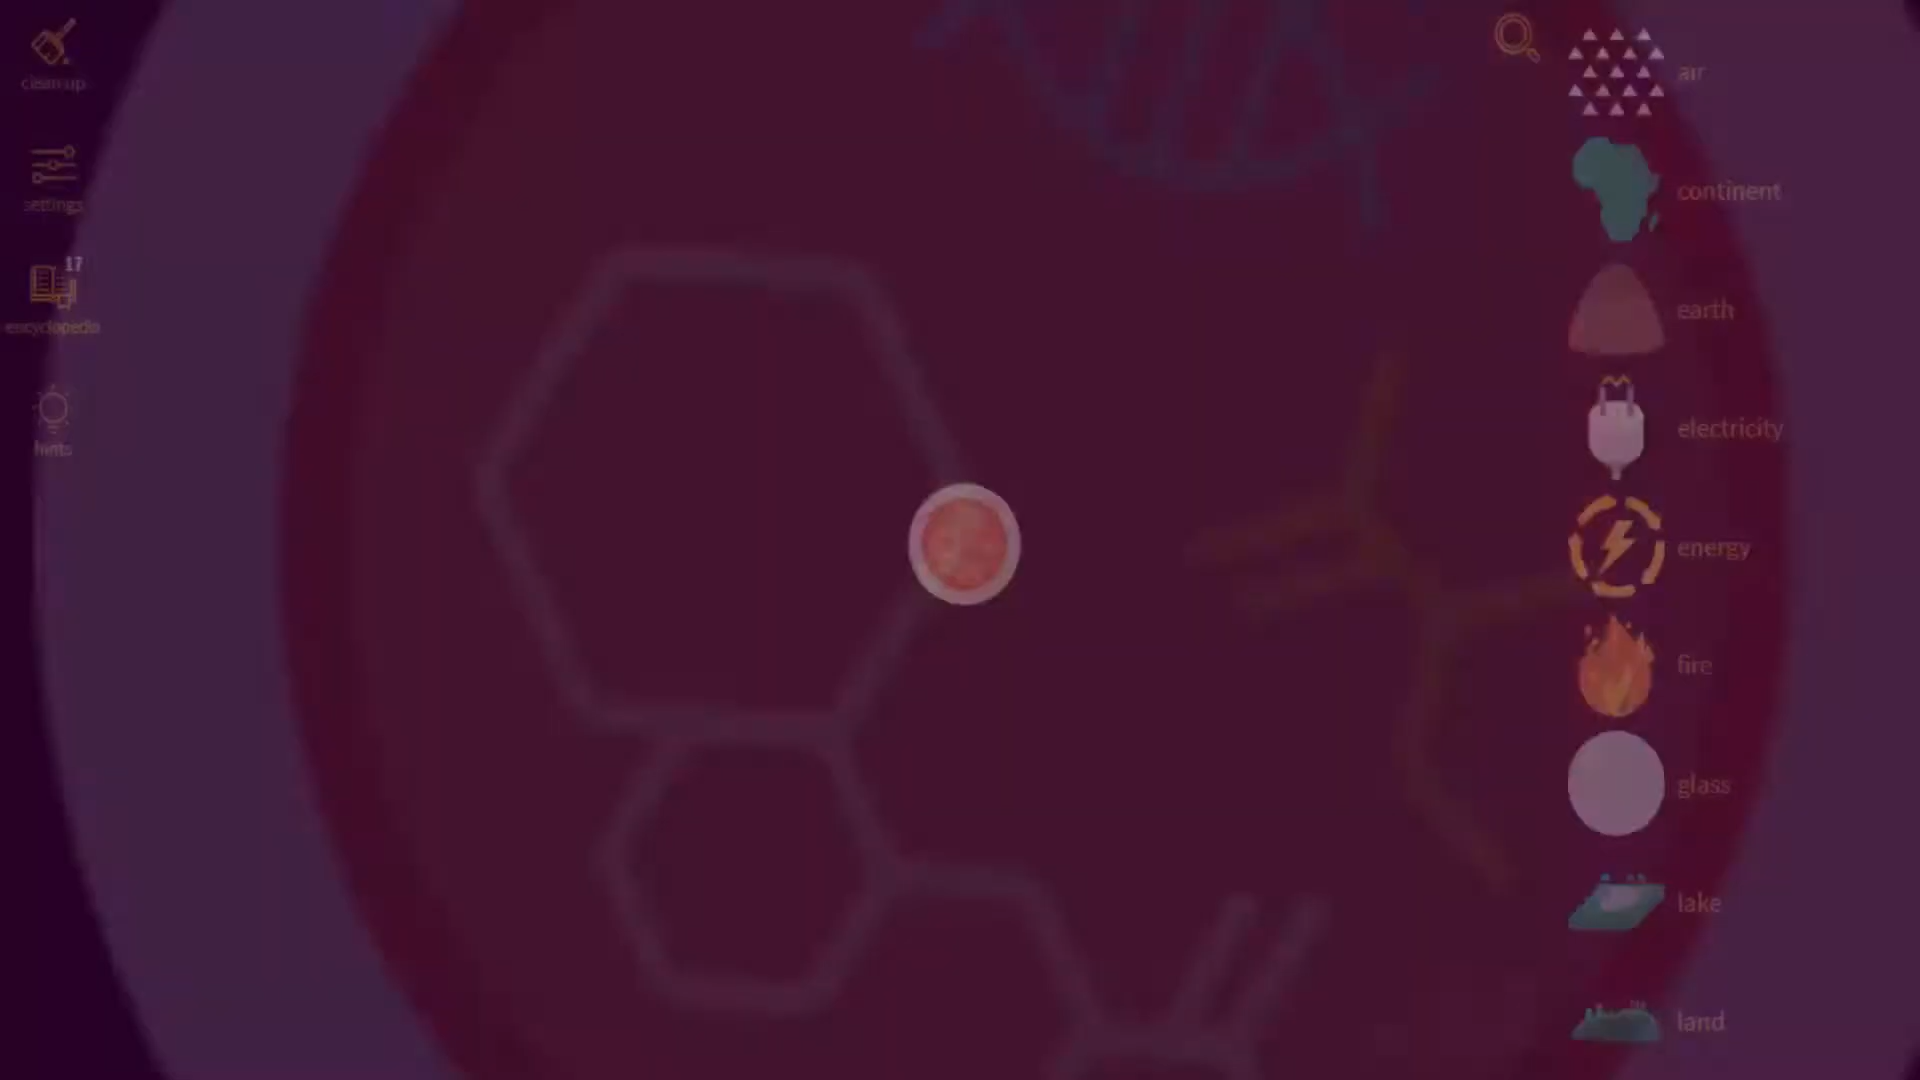 clean up
settings
17
encyclopedia
hints
air
continent
earth
electricity
energy
fire
glass
lake
land